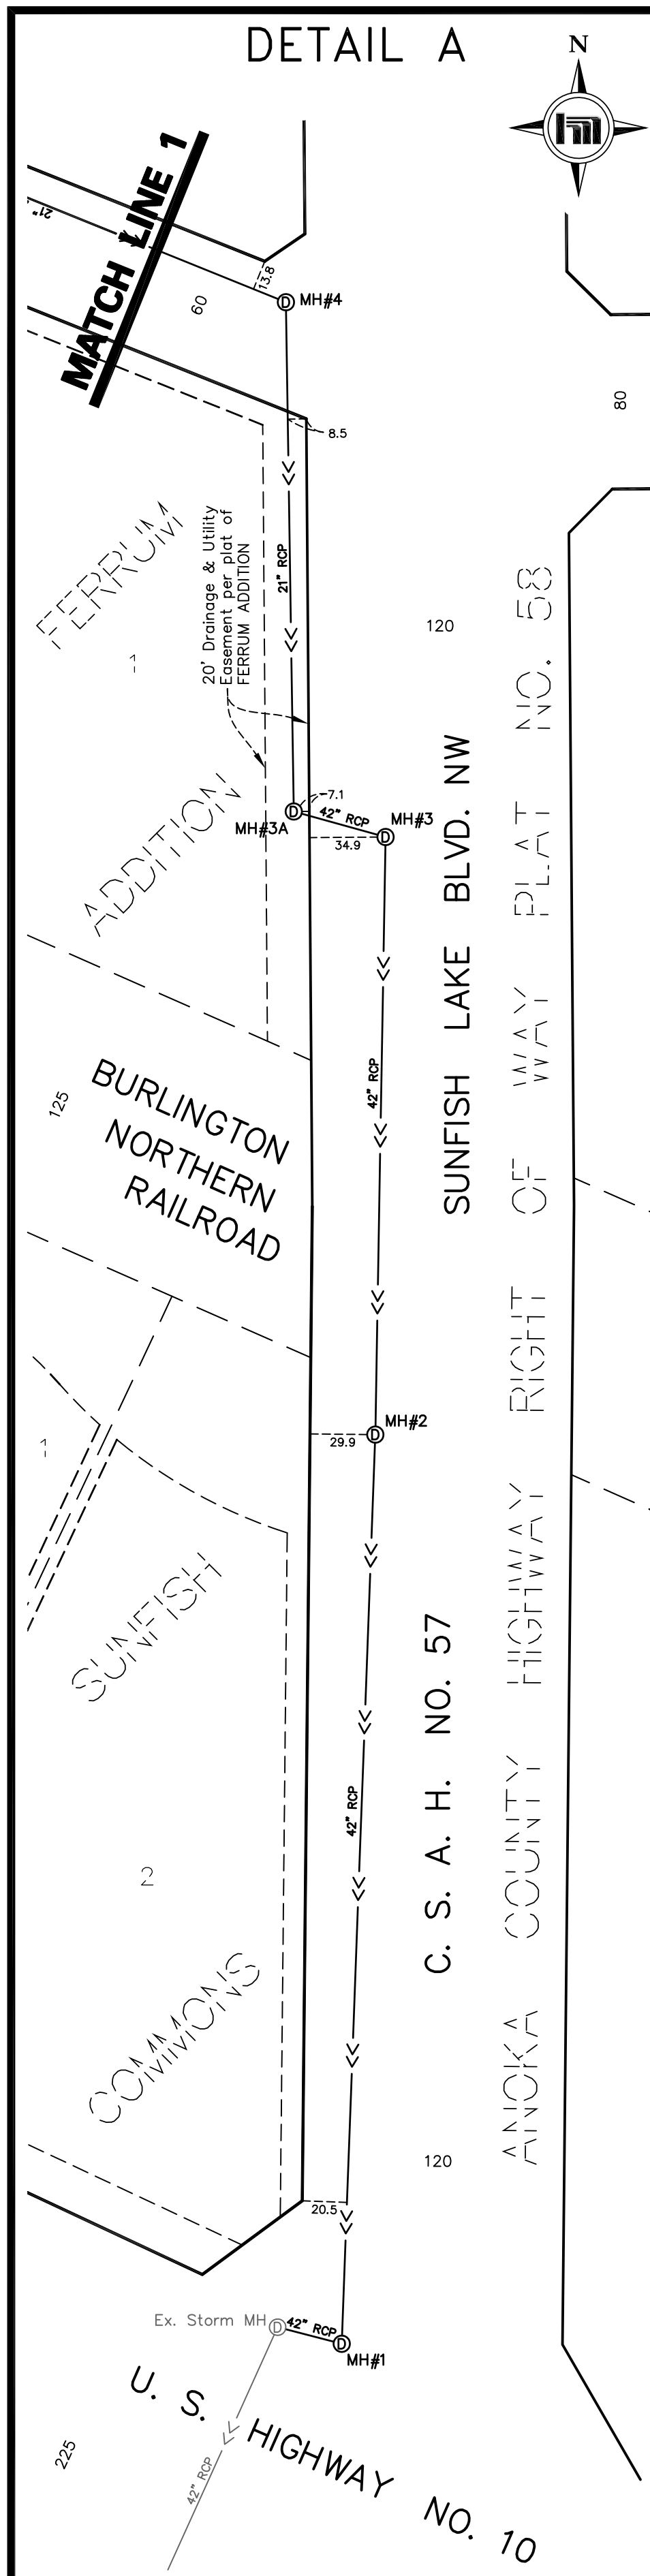 DETAIL A
N
MATCH LINE 1
21"
13.8
60
MH#4
80
8.5
21" RCP
20' Drainage & Utility
Easement per plat of
FERRUM ADDITION
FERRUM
1
ADDITION
120
7.1
MH#3A
42" RCP
MH#3
34.9
SUNFISH LAKE BLVD. NW
ANOKA COUNTY HIGHWAY RIGHT OF WAY PLAT NO. 58
42" RCP
125
BURLINGTON
NORTHERN
RAILROAD
MH#2
29.9
1
SUNFISH
2
COMMONS
42" RCP
C. S. A. H. NO. 57
120
20.5
Ex. Storm MH
42" RCP
MH#1
U. S. HIGHWAY NO. 10
225
42" RCP